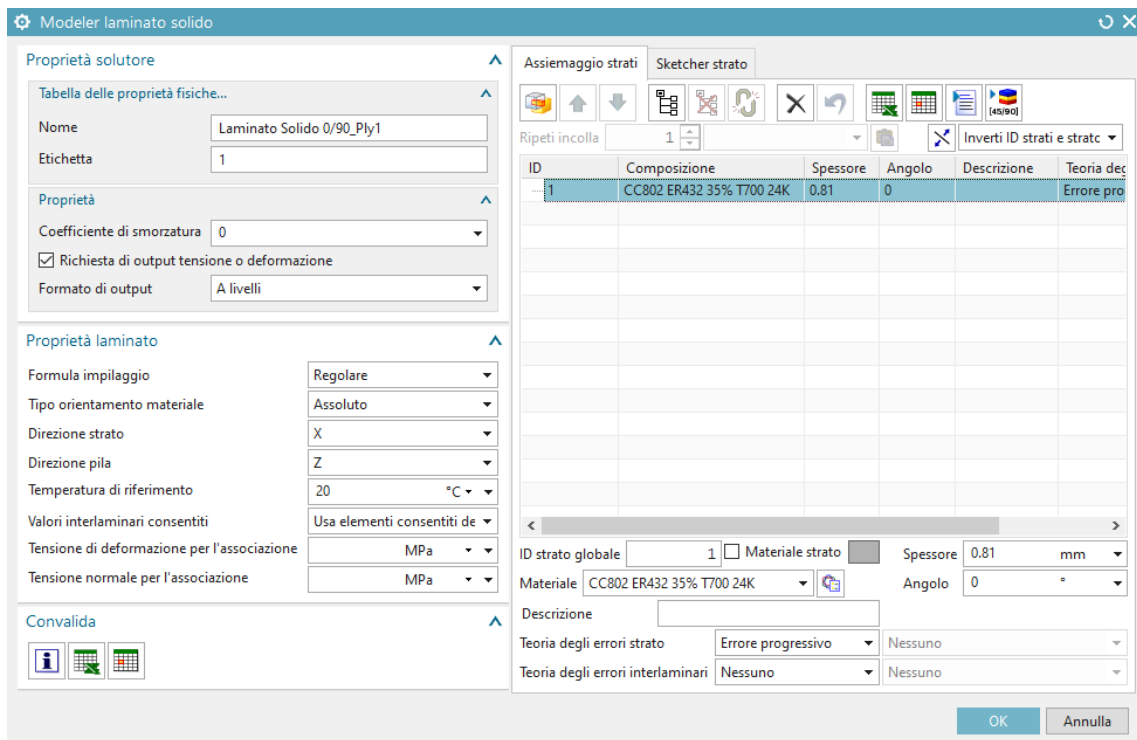 Modeler laminato solido
Proprietà solutore
Tabella delle proprietà fisiche...
Nome Laminato Solido 0/90_Ply1
Etichetta 1
Proprietà
Coefficiente di smorzatura 0
Richiesta di output tensione o deformazione
Formato di output A livelli
Proprietà laminato
Formula impilaggio Regolare
Tipo orientamento materiale Assoluto
Direzione strato X
Direzione pila Z
Temperatura di riferimento 20 °C
Valori interlaminari consentiti Usa elementi consentiti de
Tensione di deformazione per l'associazione MPa
Tensione normale per l'associazione MPa
Convalida
Assiemaggio strati Sketcher strato
[45/90]
Ripeti incolla 1 Inverti ID strati e stratc
ID Composizione Spessore Angolo Descrizione Teoria deg
1 CC802 ER432 35% T700 24K 0.81 0 Errore pro
ID strato globale 1 Materiale strato Spessore 0.81 mm
Materiale CC802 ER432 35% T700 24K Angolo 0 °
Descrizione
Teoria degli errori strato Errore progressivo Nessuno
Teoria degli errori interlaminari Nessuno Nessuno
OK Annulla